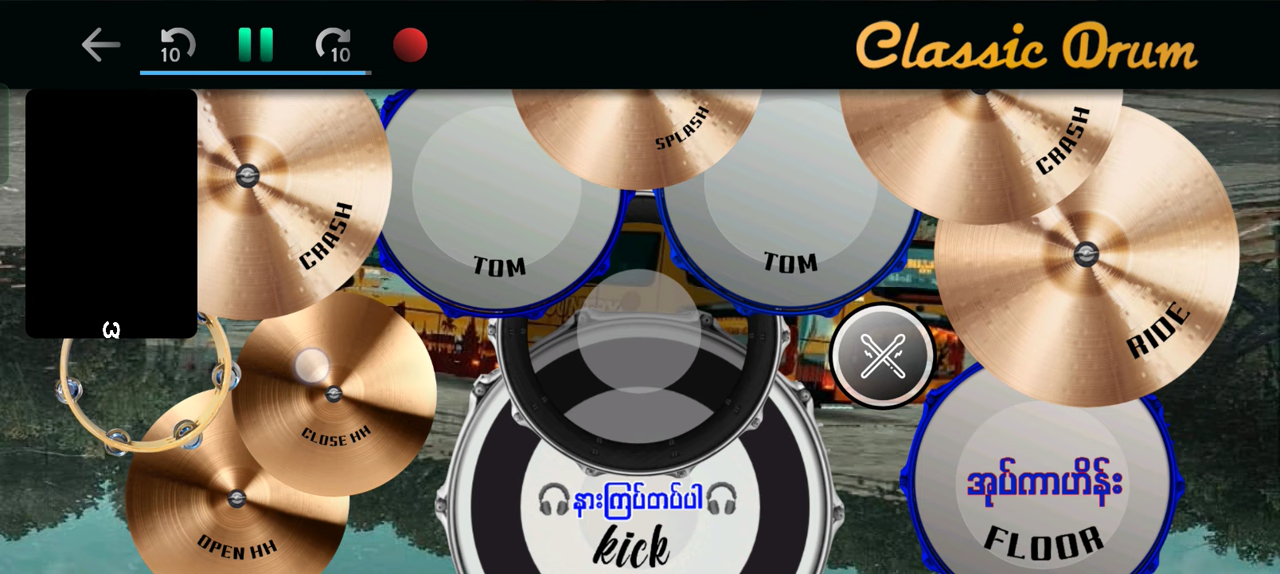 10
10
Classic Drum
SPLASH
CRASH
CRASH
TOM
TOM
RIDE
3
CLOSE HH
OPEN HH
🎧နားကြပ်တပ်ပါ🎧
kick
အုပ်ကာဟိန်း
FLOOR